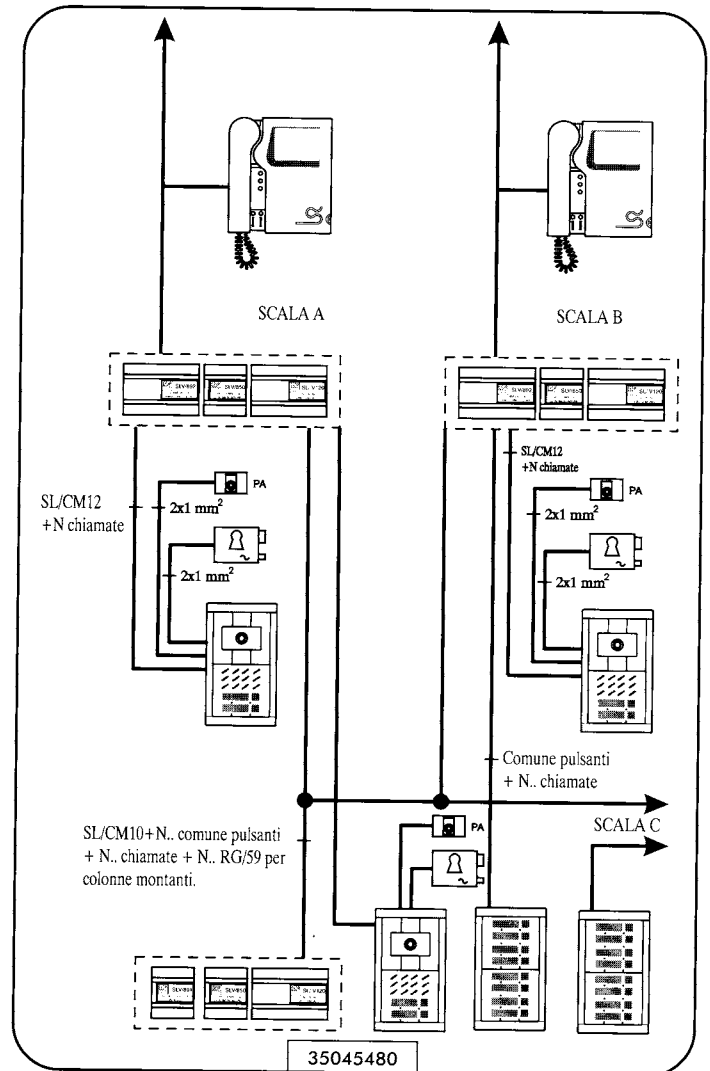 SCALA A
SCALA B
SL/CM12
+N chiamate
PA
2x1 mm²
2x1 mm²
SL/CM12
+N chiamate
PA
2x1 mm²
2x1 mm²
Comune pulsanti
+ N.. chiamate
SL/CM10+N.. comune pulsanti
+ N.. chiamate + N.. RG/59 per
colonne montanti.
PA
SCALA C
35045480